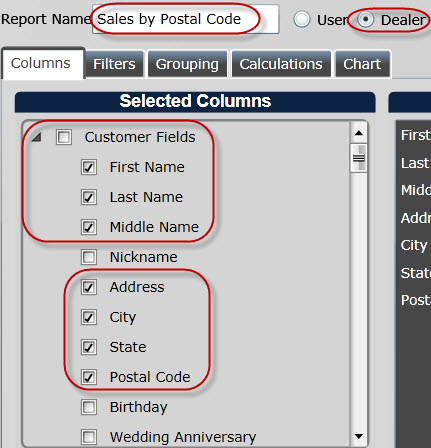 Report Name Sales by Postal Code User Dealer
Columns Filters Grouping Calculations Chart
Selected Columns
Customer Fields
First Name
Last Name
Middle Name
Nickname
Address
City
State
Postal Code
Birthday
Wedding Anniversary
First
Last
Midd
Addr
City
State
Posta